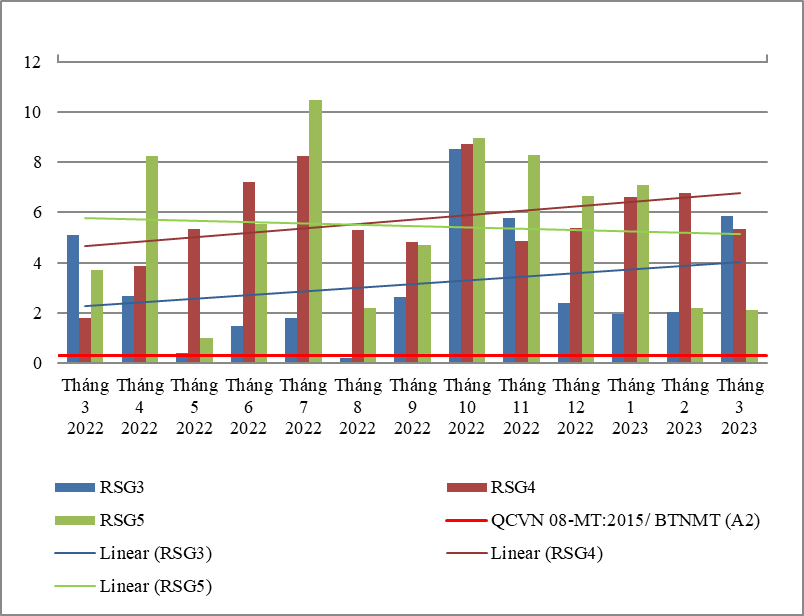 12
10
8
6
4
2
0
Tháng Tháng Tháng Tháng Tháng Tháng Tháng Tháng Tháng Tháng Tháng Tháng Tháng
3 4 5 6 7 8 9 10 11 12 1 2 3
2022 2022 2022 2022 2022 2022 2022 2022 2022 2022 2023 2023 2023
RSG3 RSG4
RSG5 QCVN 08-MT:2015/ BTNMT (A2)
Linear (RSG3) Linear (RSG4)
Linear (RSG5)